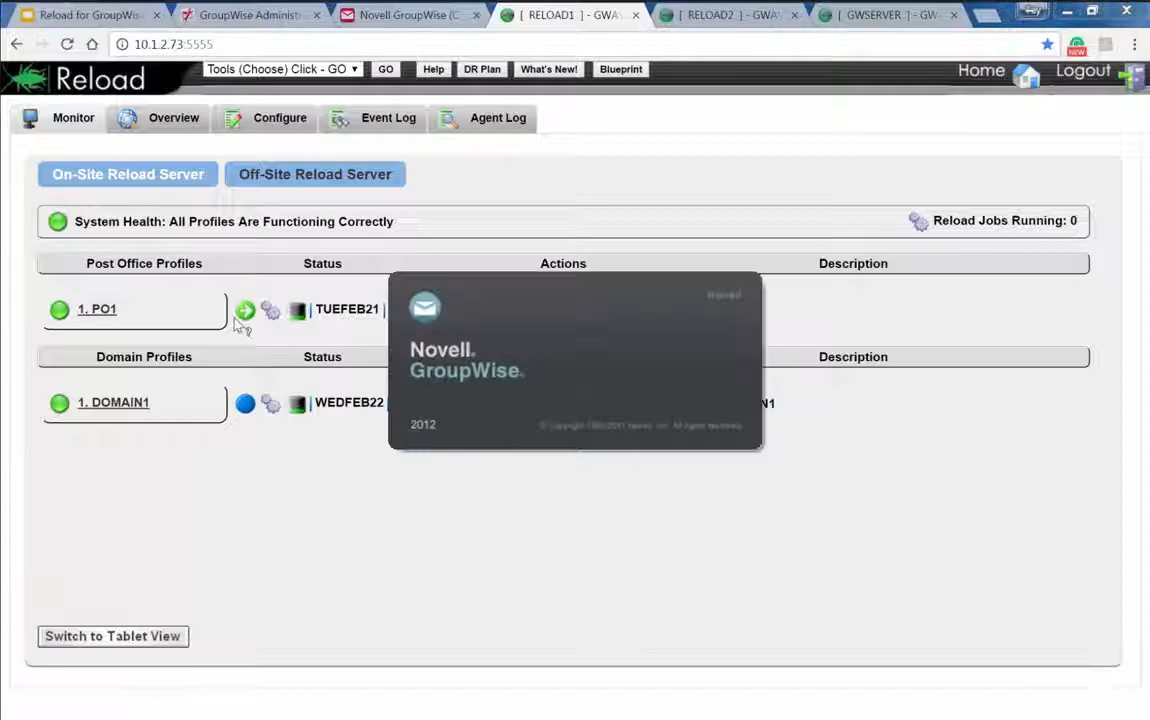 Reload for GroupWis
GroupWise Administ
Novell GroupWise (C
[ RELOAD1 ] - GWA
[ RELOAD2 ] - GWA
[ GWSERVER ] - GW
10.1.2.73:5555
NEW
Reload
Tools (Choose) Click - GO
GO
Help
DR Plan
What's New!
Blueprint
Home
Logout
Monitor
Overview
Configure
Event Log
Agent Log
On-Site Reload Server
Off-Site Reload Server
System Health: All Profiles Are Functioning Correctly
Reload Jobs Running: 0
Post Office Profiles
Status
Actions
Description
1. PO1
TUEFEB21
Novell.
GroupWise.
2012
Domain Profiles
Status
Description
1. DOMAIN1
WEDFEB22
N1
Switch to Tablet View